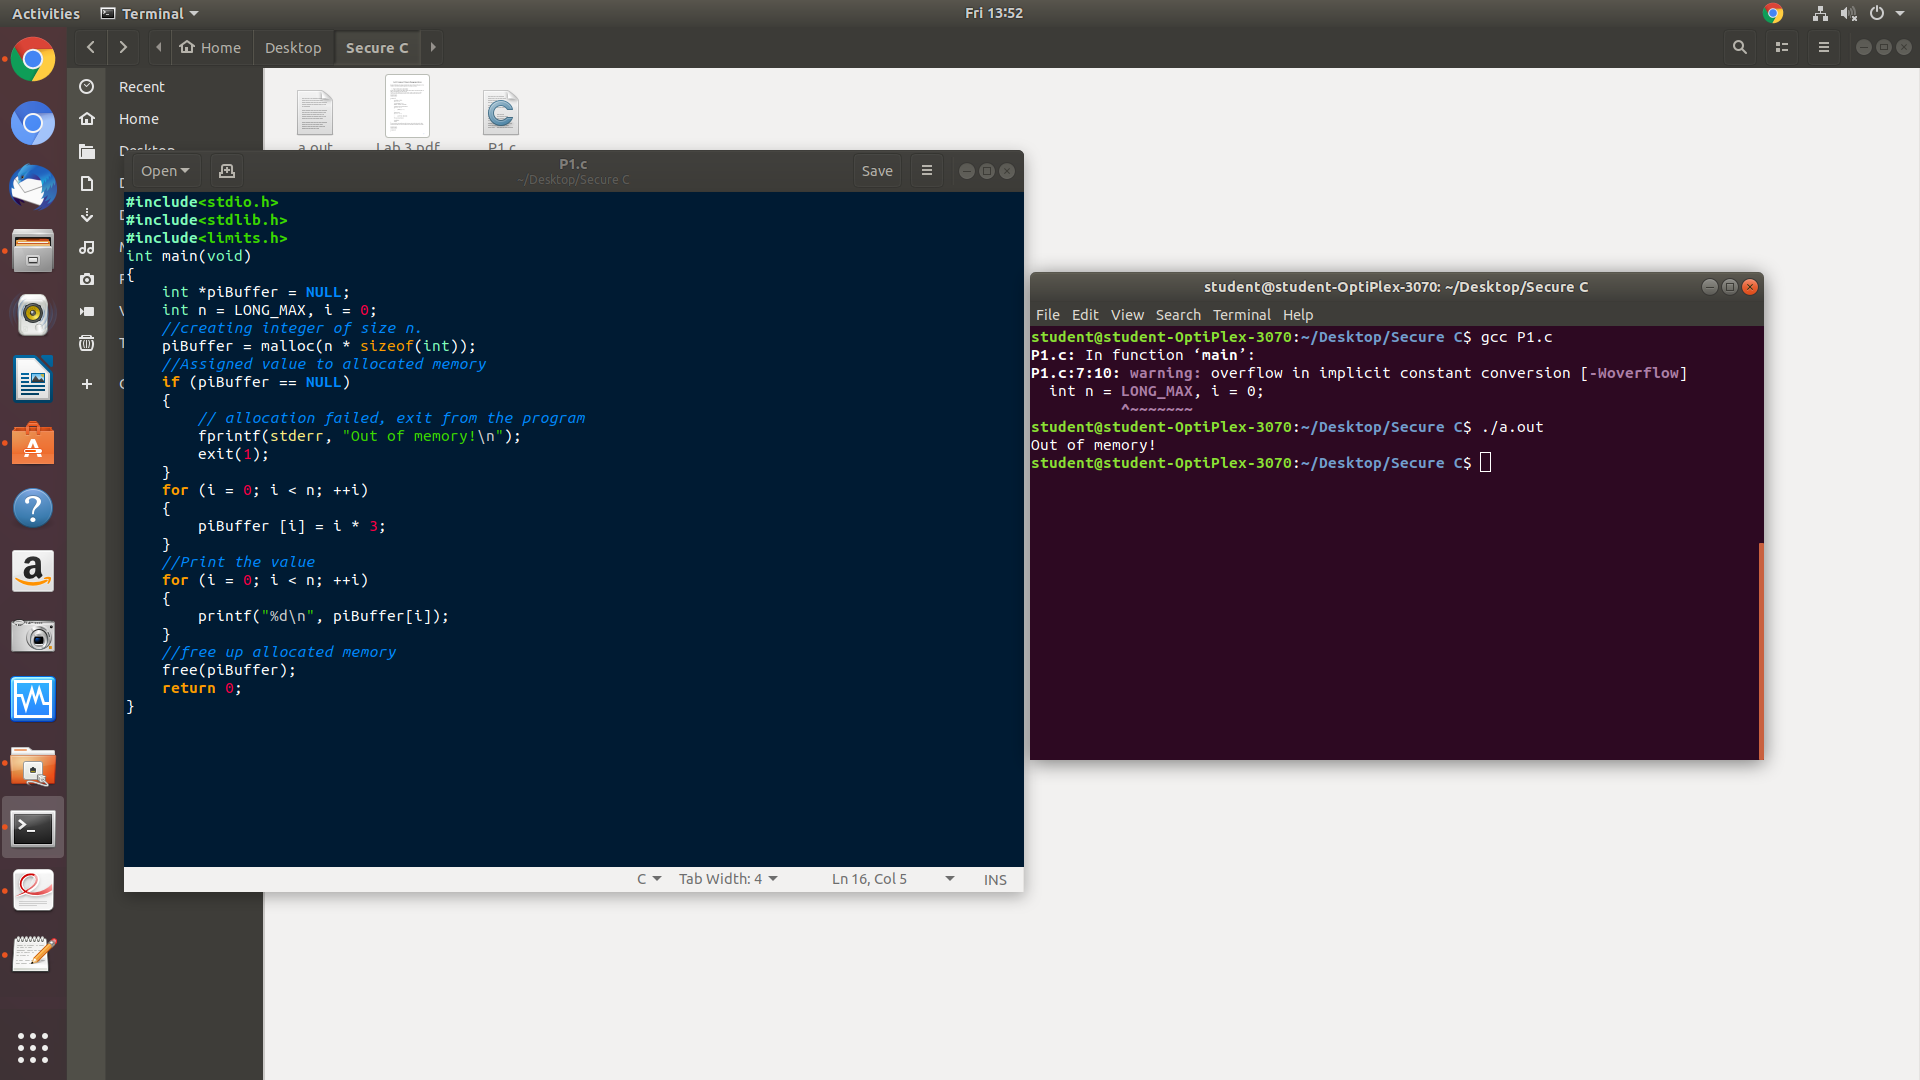 Activities Terminal Fri 13:52
Home Desktop Secure C
Recent
Home
Desktop
a.out Lab 3.pdf P1.c
Open P1.c Save
~/Desktop/Secure C
#include<stdio.h>
#include<stdlib.h>
#include<limits.h>
int main(void)
{
    int *piBuffer = NULL;
    int n = LONG_MAX, i = 0;
    //creating integer of size n.
    piBuffer = malloc(n * sizeof(int));
    //Assigned value to allocated memory
    if (piBuffer == NULL)
    {
        // allocation failed, exit from the program
        fprintf(stderr, "Out of memory!\n");
        exit(1);
    }
    for (i = 0; i < n; ++i)
    {
        piBuffer [i] = i * 3;
    }
    //Print the value
    for (i = 0; i < n; ++i)
    {
        printf("%d\n", piBuffer[i]);
    }
    //free up allocated memory
    free(piBuffer);
    return 0;
}
C Tab Width: 4 Ln 16, Col 5 INS
student@student-OptiPlex-3070: ~/Desktop/Secure C
File Edit View Search Terminal Help
student@student-OptiPlex-3070:~/Desktop/Secure C$ gcc P1.c
P1.c: In function ‘main’:
P1.c:7:10: warning: overflow in implicit constant conversion [-Woverflow]
  int n = LONG_MAX, i = 0;
          ^~~~~~~~
student@student-OptiPlex-3070:~/Desktop/Secure C$ ./a.out
Out of memory!
student@student-OptiPlex-3070:~/Desktop/Secure C$